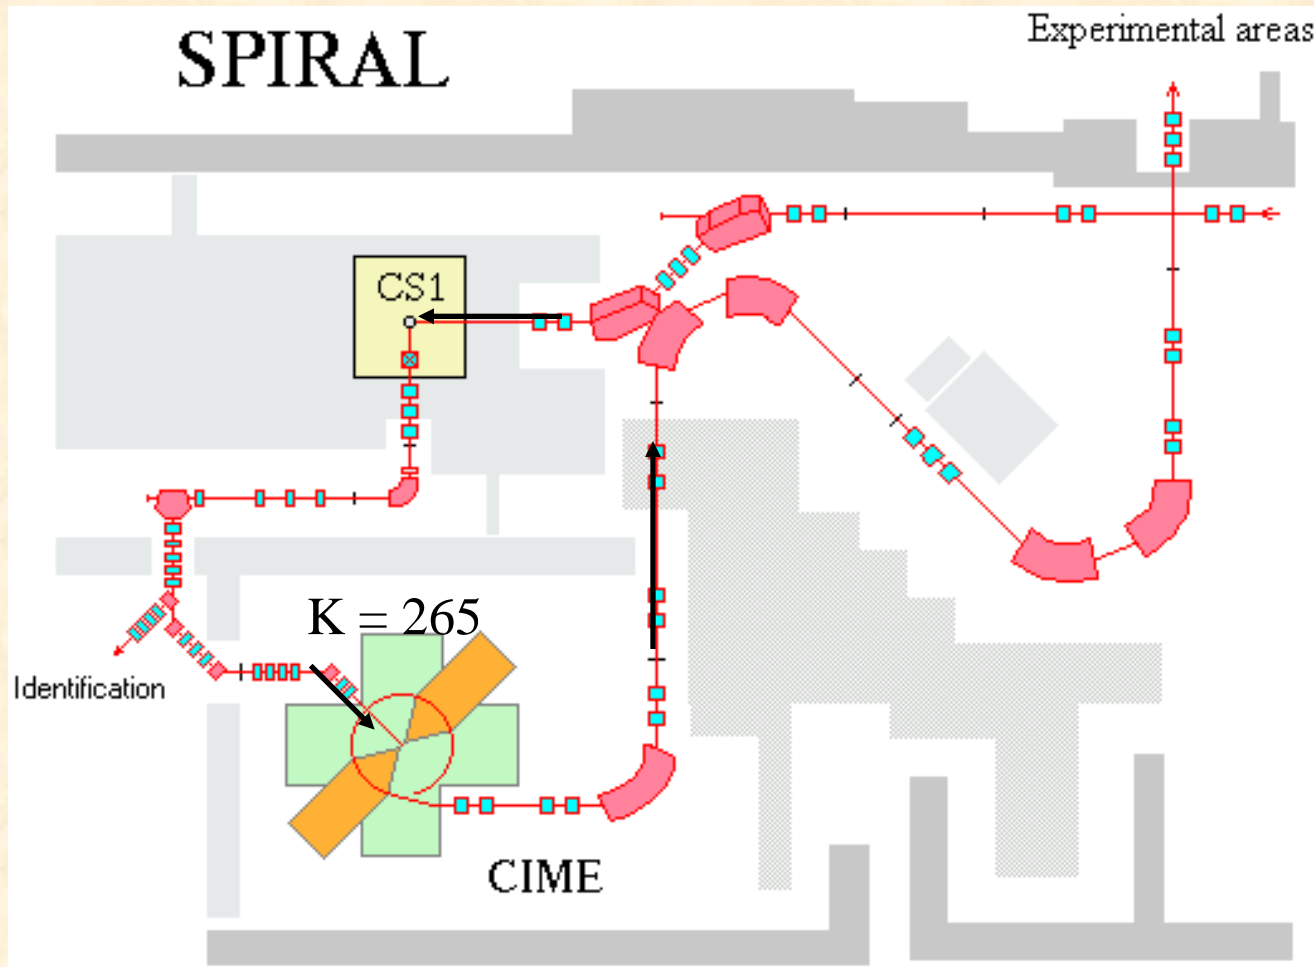 Experimental areas
SPIRAL
CS1
K = 265
Identification
CIME